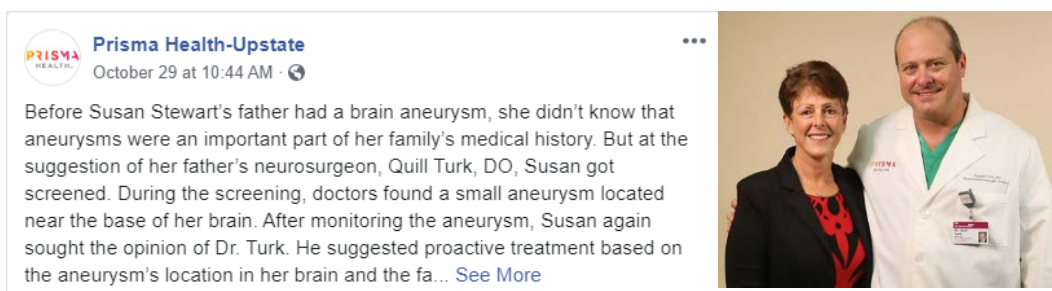 PRISMA
HEALTH
Prisma Health-Upstate
October 29 at 10:44 AM ·
Before Susan Stewart's father had a brain aneurysm, she didn't know that
aneurysms were an important part of her family's medical history. But at the
suggestion of her father's neurosurgeon, Quill Turk, DO, Susan got
screened. During the screening, doctors found a small aneurysm located
near the base of her brain. After monitoring the aneurysm, Susan again
sought the opinion of Dr. Turk. He suggested proactive treatment based on
the aneurysm's location in her brain and the fa... See More
PRISMA
HEALTH